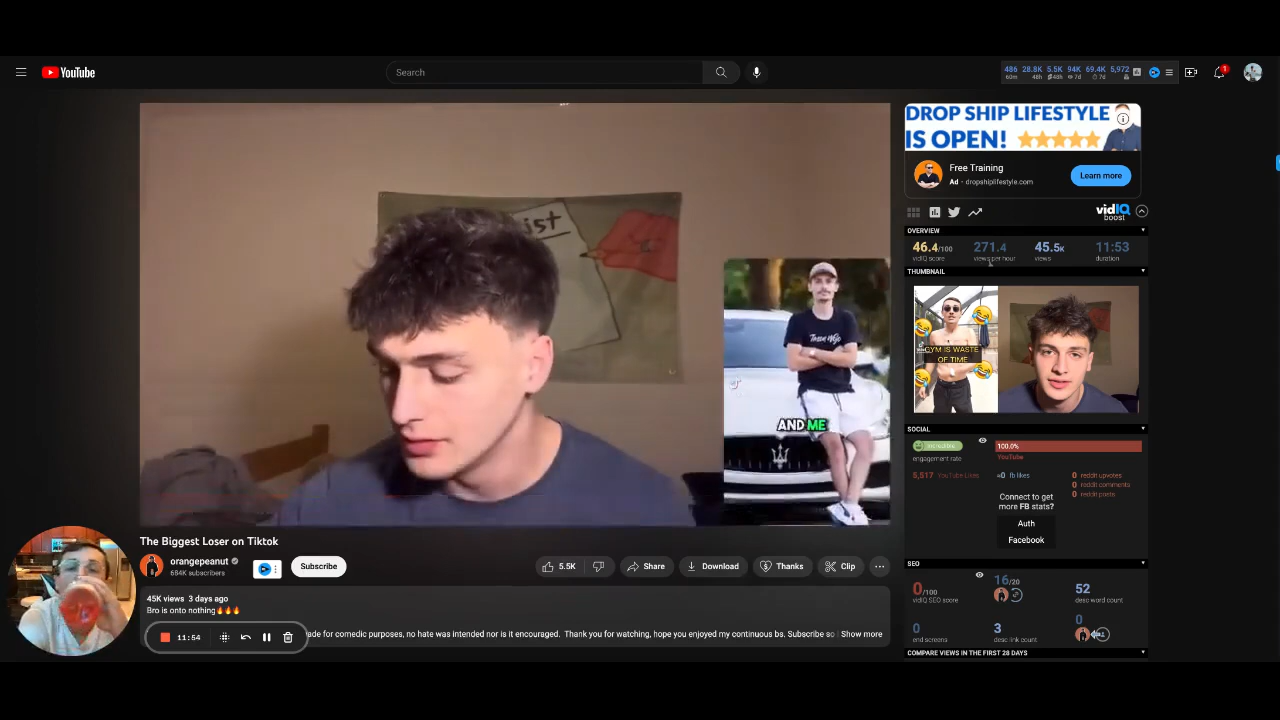 YouTube
Search
486 28.8K 5.5K 94K 69.4K 5,972
60m 48h 48h 7d 7d
1
ist
DROP SHIP LIFESTYLE
IS OPEN!
Free Training
Ad · dropshiplifestyle.com
Learn more
vidIQ
boost
OVERVIEW
46.4/100 271.4 45.5K 11:53
vidIQ score views per hour views duration
THUMBNAIL
GYM IS WASTE
OF TIME
AND ME
SOCIAL
100.0%
YouTube
engagement rate
5,517 YouTube Likes
=0 fb likes
0 reddit upvotes
0 reddit comments
0 reddit posts
Connect to get
more FB stats?
Auth
Facebook
The Biggest Loser on Tiktok
orangepeanut
684K subscribers
Subscribe
5.5K
Share
Download
Thanks
Clip
45K views 3 days ago
Bro is onto nothing🔥🔥🔥
11:54
ade for comedic purposes, no hate was intended nor is it encouraged. Thank you for watching, hope you enjoyed my continuous bs. Subscribe so Show more
SEO
0/100
vidIQ SEO score
16/20
52
desc word count
0
end screens
3
desc link count
0
COMPARE VIEWS IN THE FIRST 28 DAYS